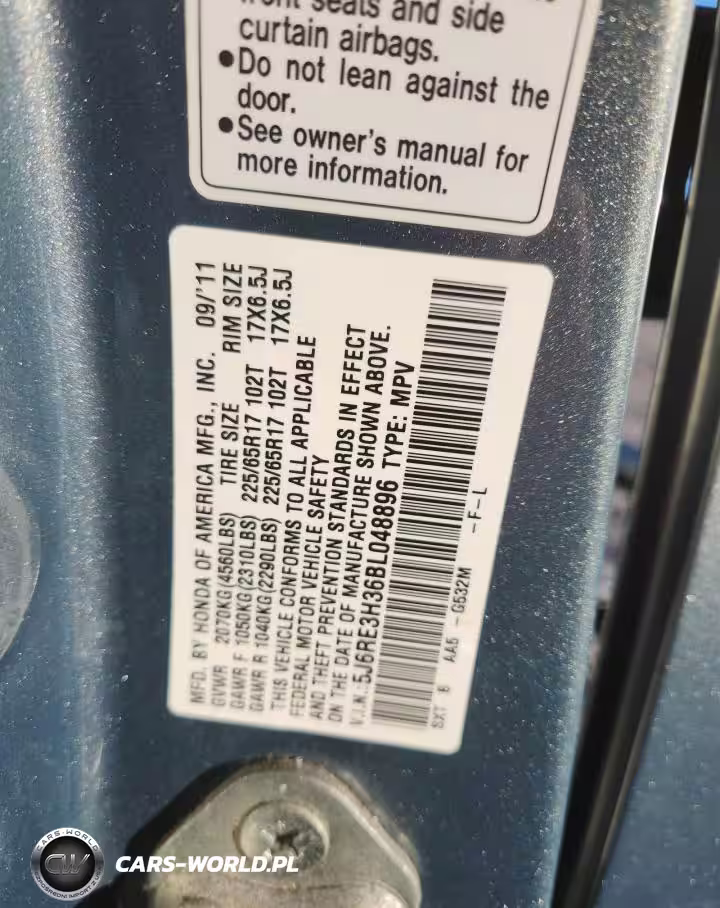 front seats and side
curtain airbags.
●Do not lean against the
door.
●See owner's manual for
more information.
MFD. BY HONDA OF AMERICA MFG., INC. 09/'11
GVWR 2070KG(4560LBS) TIRE SIZE RIM SIZE
GAWR F 1050KG(2310LBS) 225/65R17 102T 17X6.5J
GAWR R 1040KG(2290LBS) 225/65R17 102T 17X6.5J
THIS VEHICLE CONFORMS TO ALL APPLICABLE
FEDERAL MOTOR VEHICLE SAFETY
AND THEFT PREVENTION STANDARDS IN EFFECT
ON THE DATE OF MANUFACTURE SHOWN ABOVE.
V.I.N.:5J6RE3H36BL048896 TYPE: MPV
SXT B AA5 -G532M -F-L
CARS-WORLD
CW
CARS-WORLD.PL